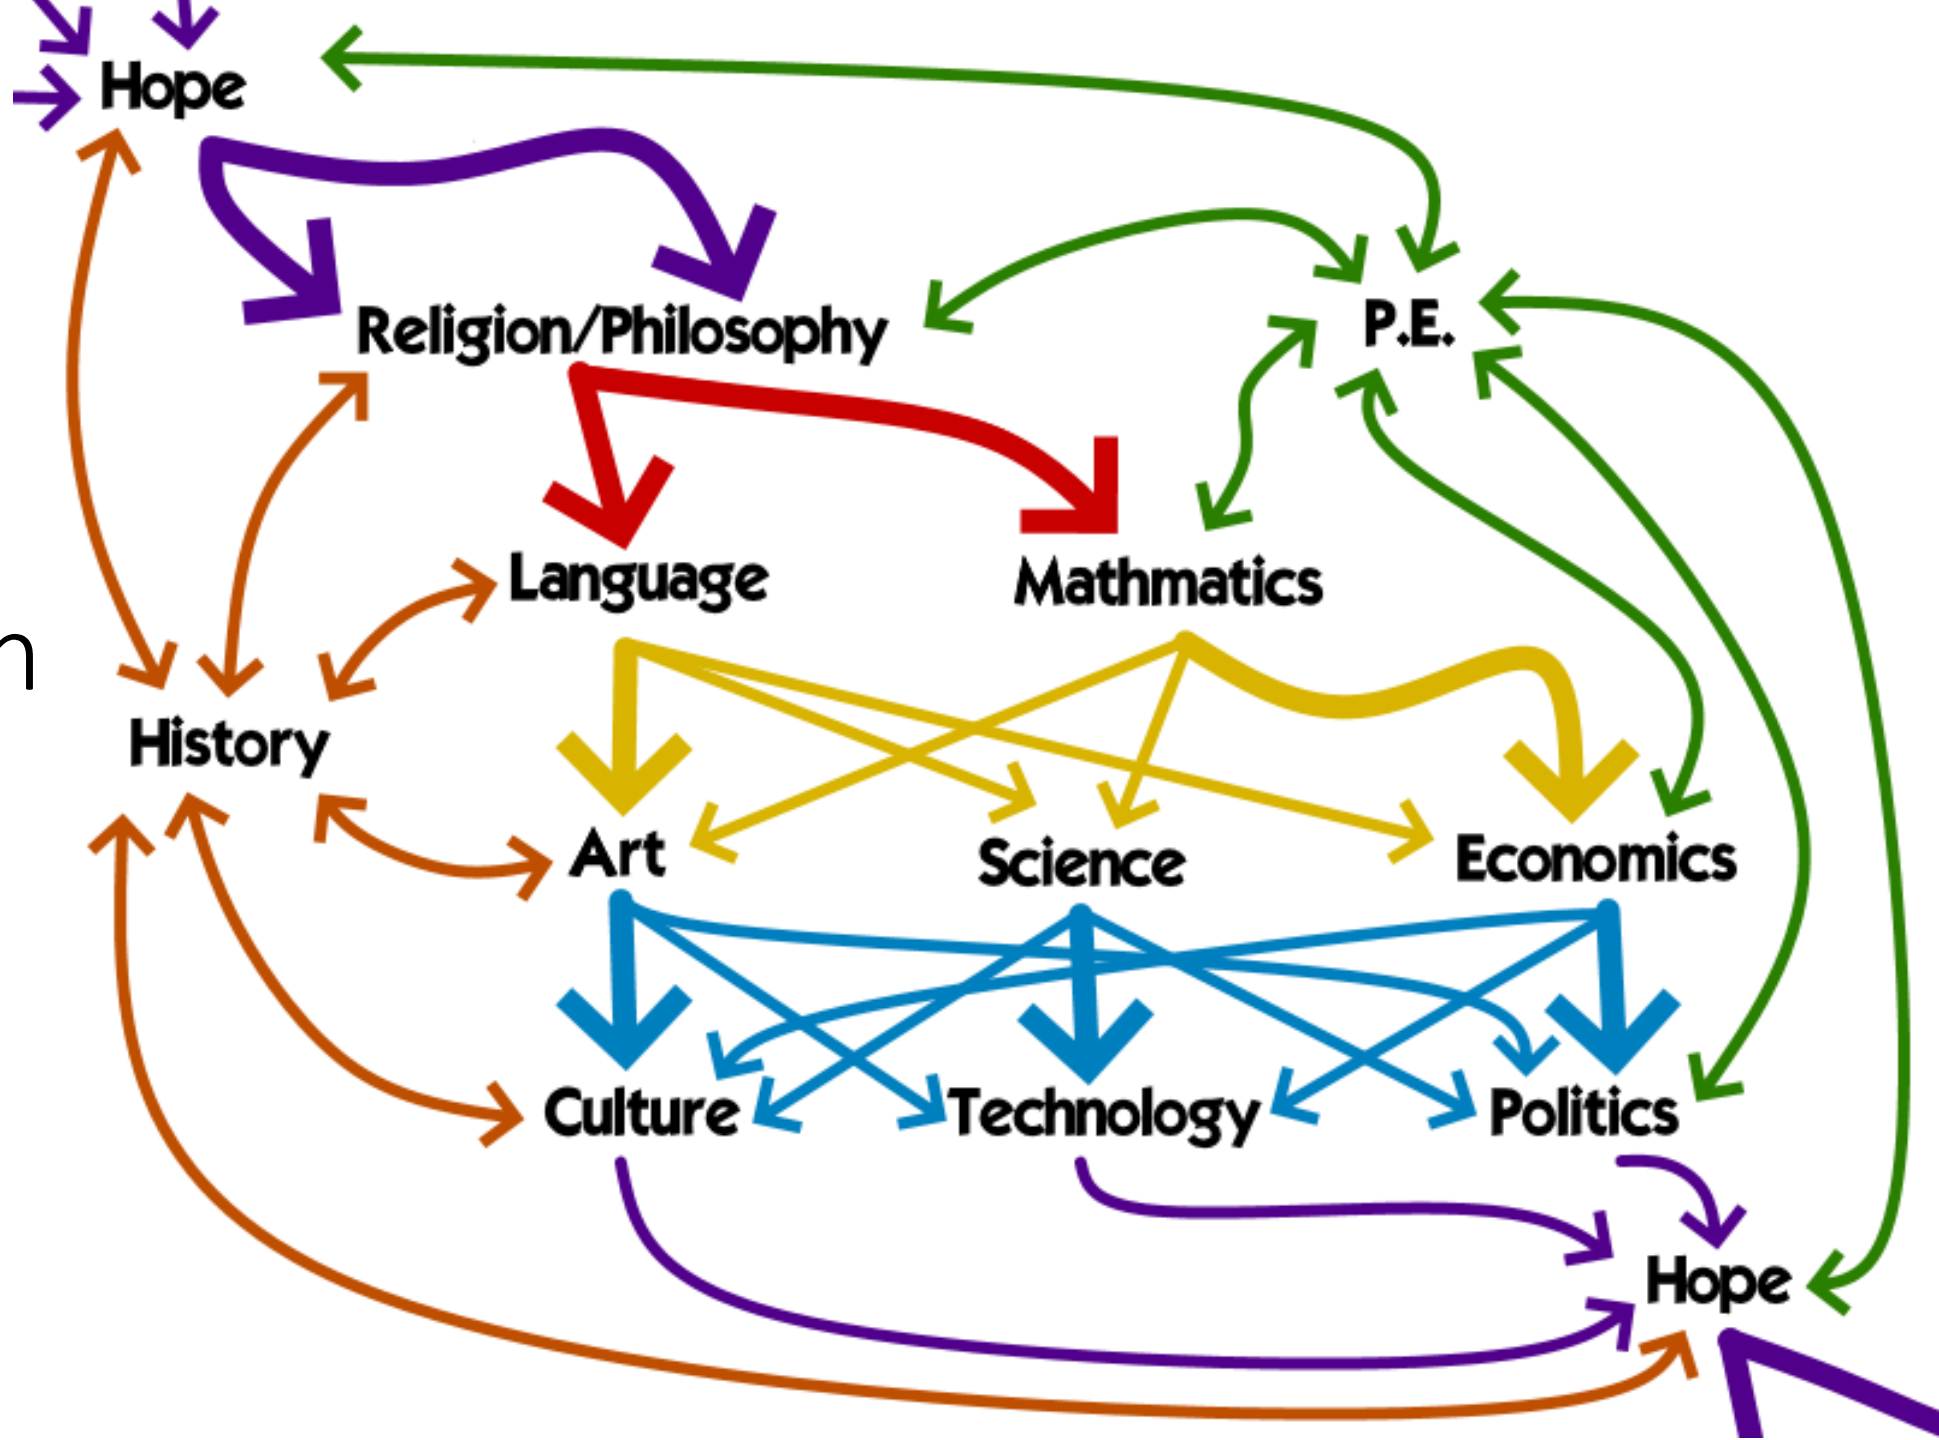 Hope
Religion/Philosophy
P.E.
Language
Mathmatics
n
History
Art
Science
Economics
Culture
Technology
Politics
Hope